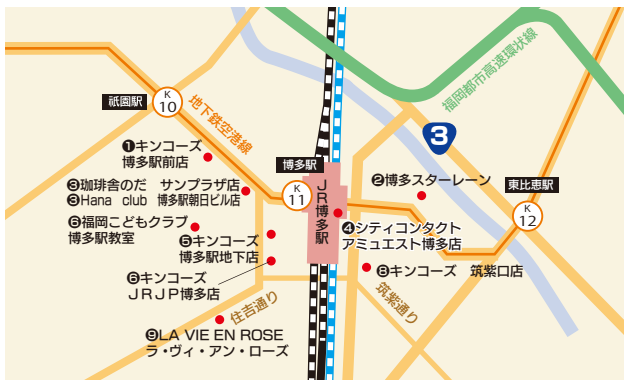 福岡都市高速環状線
K
10
祇園駅
地下鉄空港線
3
❶キンコーズ
博多駅前店
博多駅
K
11
JR博多駅
❷博多スターレーン
東比恵駅
K
12
❸珈琲舎のだ サンプラザ店
❸Hana club 博多駅朝日ビル店
❻福岡こどもクラブ
博多駅教室
❹シティコンタクト
アミュエスト博多店
❺キンコーズ
博多駅地下店
❻キンコーズ
JRJP博多店
❽キンコーズ 筑紫口店
住吉通り
筑紫通り
❾LA VIE EN ROSE
ラ・ヴィ・アン・ローズ